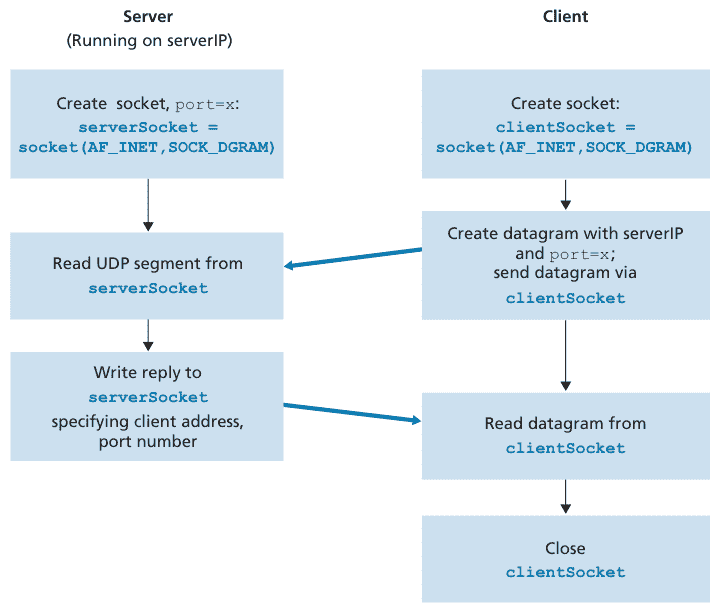 Server
(Running on serverIP)
Create socket, port=x:
serverSocket =
socket(AF_INET,SOCK_DGRAM)
Read UDP segment from
serverSocket
Write reply to
serverSocket
specifying client address,
port number
Client
Create socket:
clientSocket =
socket(AF_INET,SOCK_DGRAM)
Create datagram with serverIP
and port=x;
send datagram via
clientSocket
Read datagram from
clientSocket
Close
clientSocket